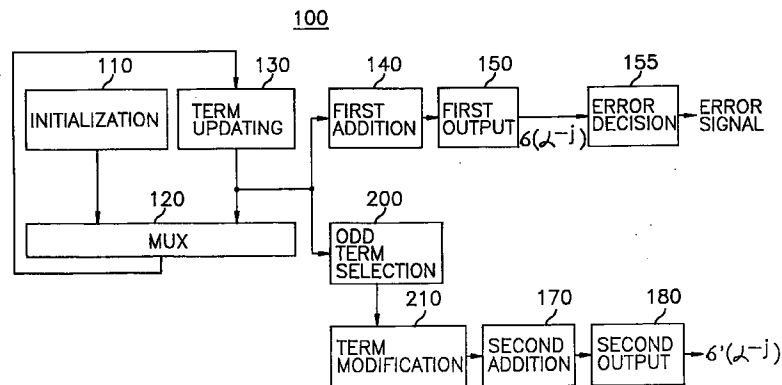 100
110
130
140
150
155
INITIALIZATION
TERM
UPDATING
FIRST
ADDITION
FIRST
OUTPUT
б(α⁻ʲ)
ERROR
DECISION
ERROR
SIGNAL
120
MUX
200
ODD
TERM
SELECTION
210
170
180
TERM
MODIFICATION
SECOND
ADDITION
SECOND
OUTPUT
б'(α⁻ʲ)